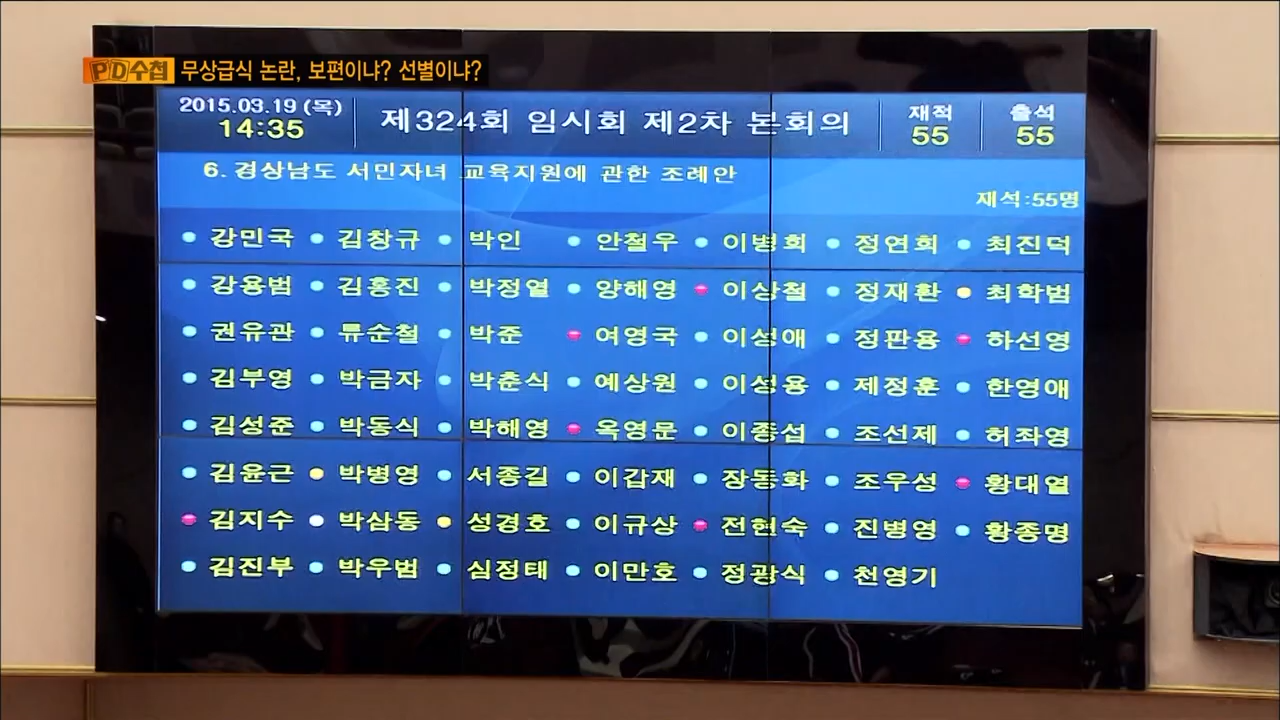 PD수첩 무상급식 논란, 보편이냐? 선별이냐?
2015.03.19 (목) 제324회 임시회 제2차 본회의 재적 출석
14:35 55 55
6. 경상남도 서민자녀 교육지원에 관한 조례안
재석:55명
강민국 김창규 박인 안철우 이병희 정연희 최진덕
강용범 김홍진 박정열 양해영 이상철 정재환 최학범
권유관 류순철 박준 여영국 이성애 정판용 하선영
김부영 박금자 박춘식 예상원 이성용 제정훈 한영애
김성준 박동식 박해영 옥영문 이종섭 조선제 허좌영
김윤근 박병영 서종길 이갑재 장동화 조우성 황대열
김지수 박삼동 성경호 이규상 전현숙 진병영 황종명
김진부 박우범 심정태 이만호 정광식 천영기